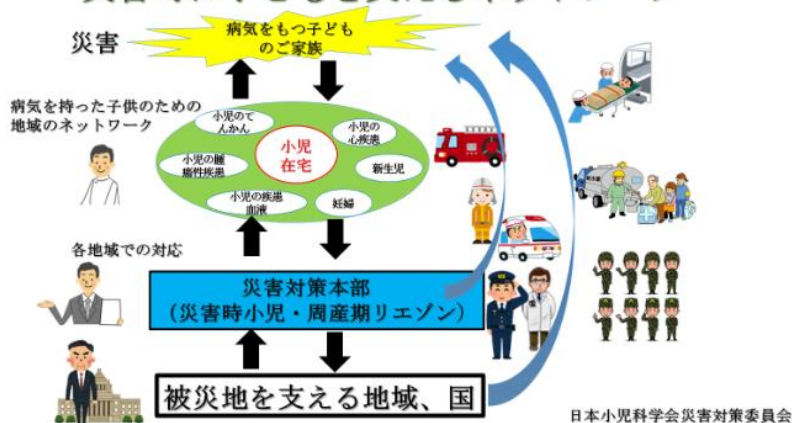 災害
病気をもつ子ども
のご家族
病気を持った子供のための
地域のネットワーク
小児のて
んかん
小児の
心疾患
小児
在宅
小児の腫
瘍性疾患
新生児
小児の疾患
血液
妊婦
各地域での対応
災害対策本部
(災害時小児・周産期リエゾン)
被災地を支える地域、国
日本小児科学会災害対策委員会